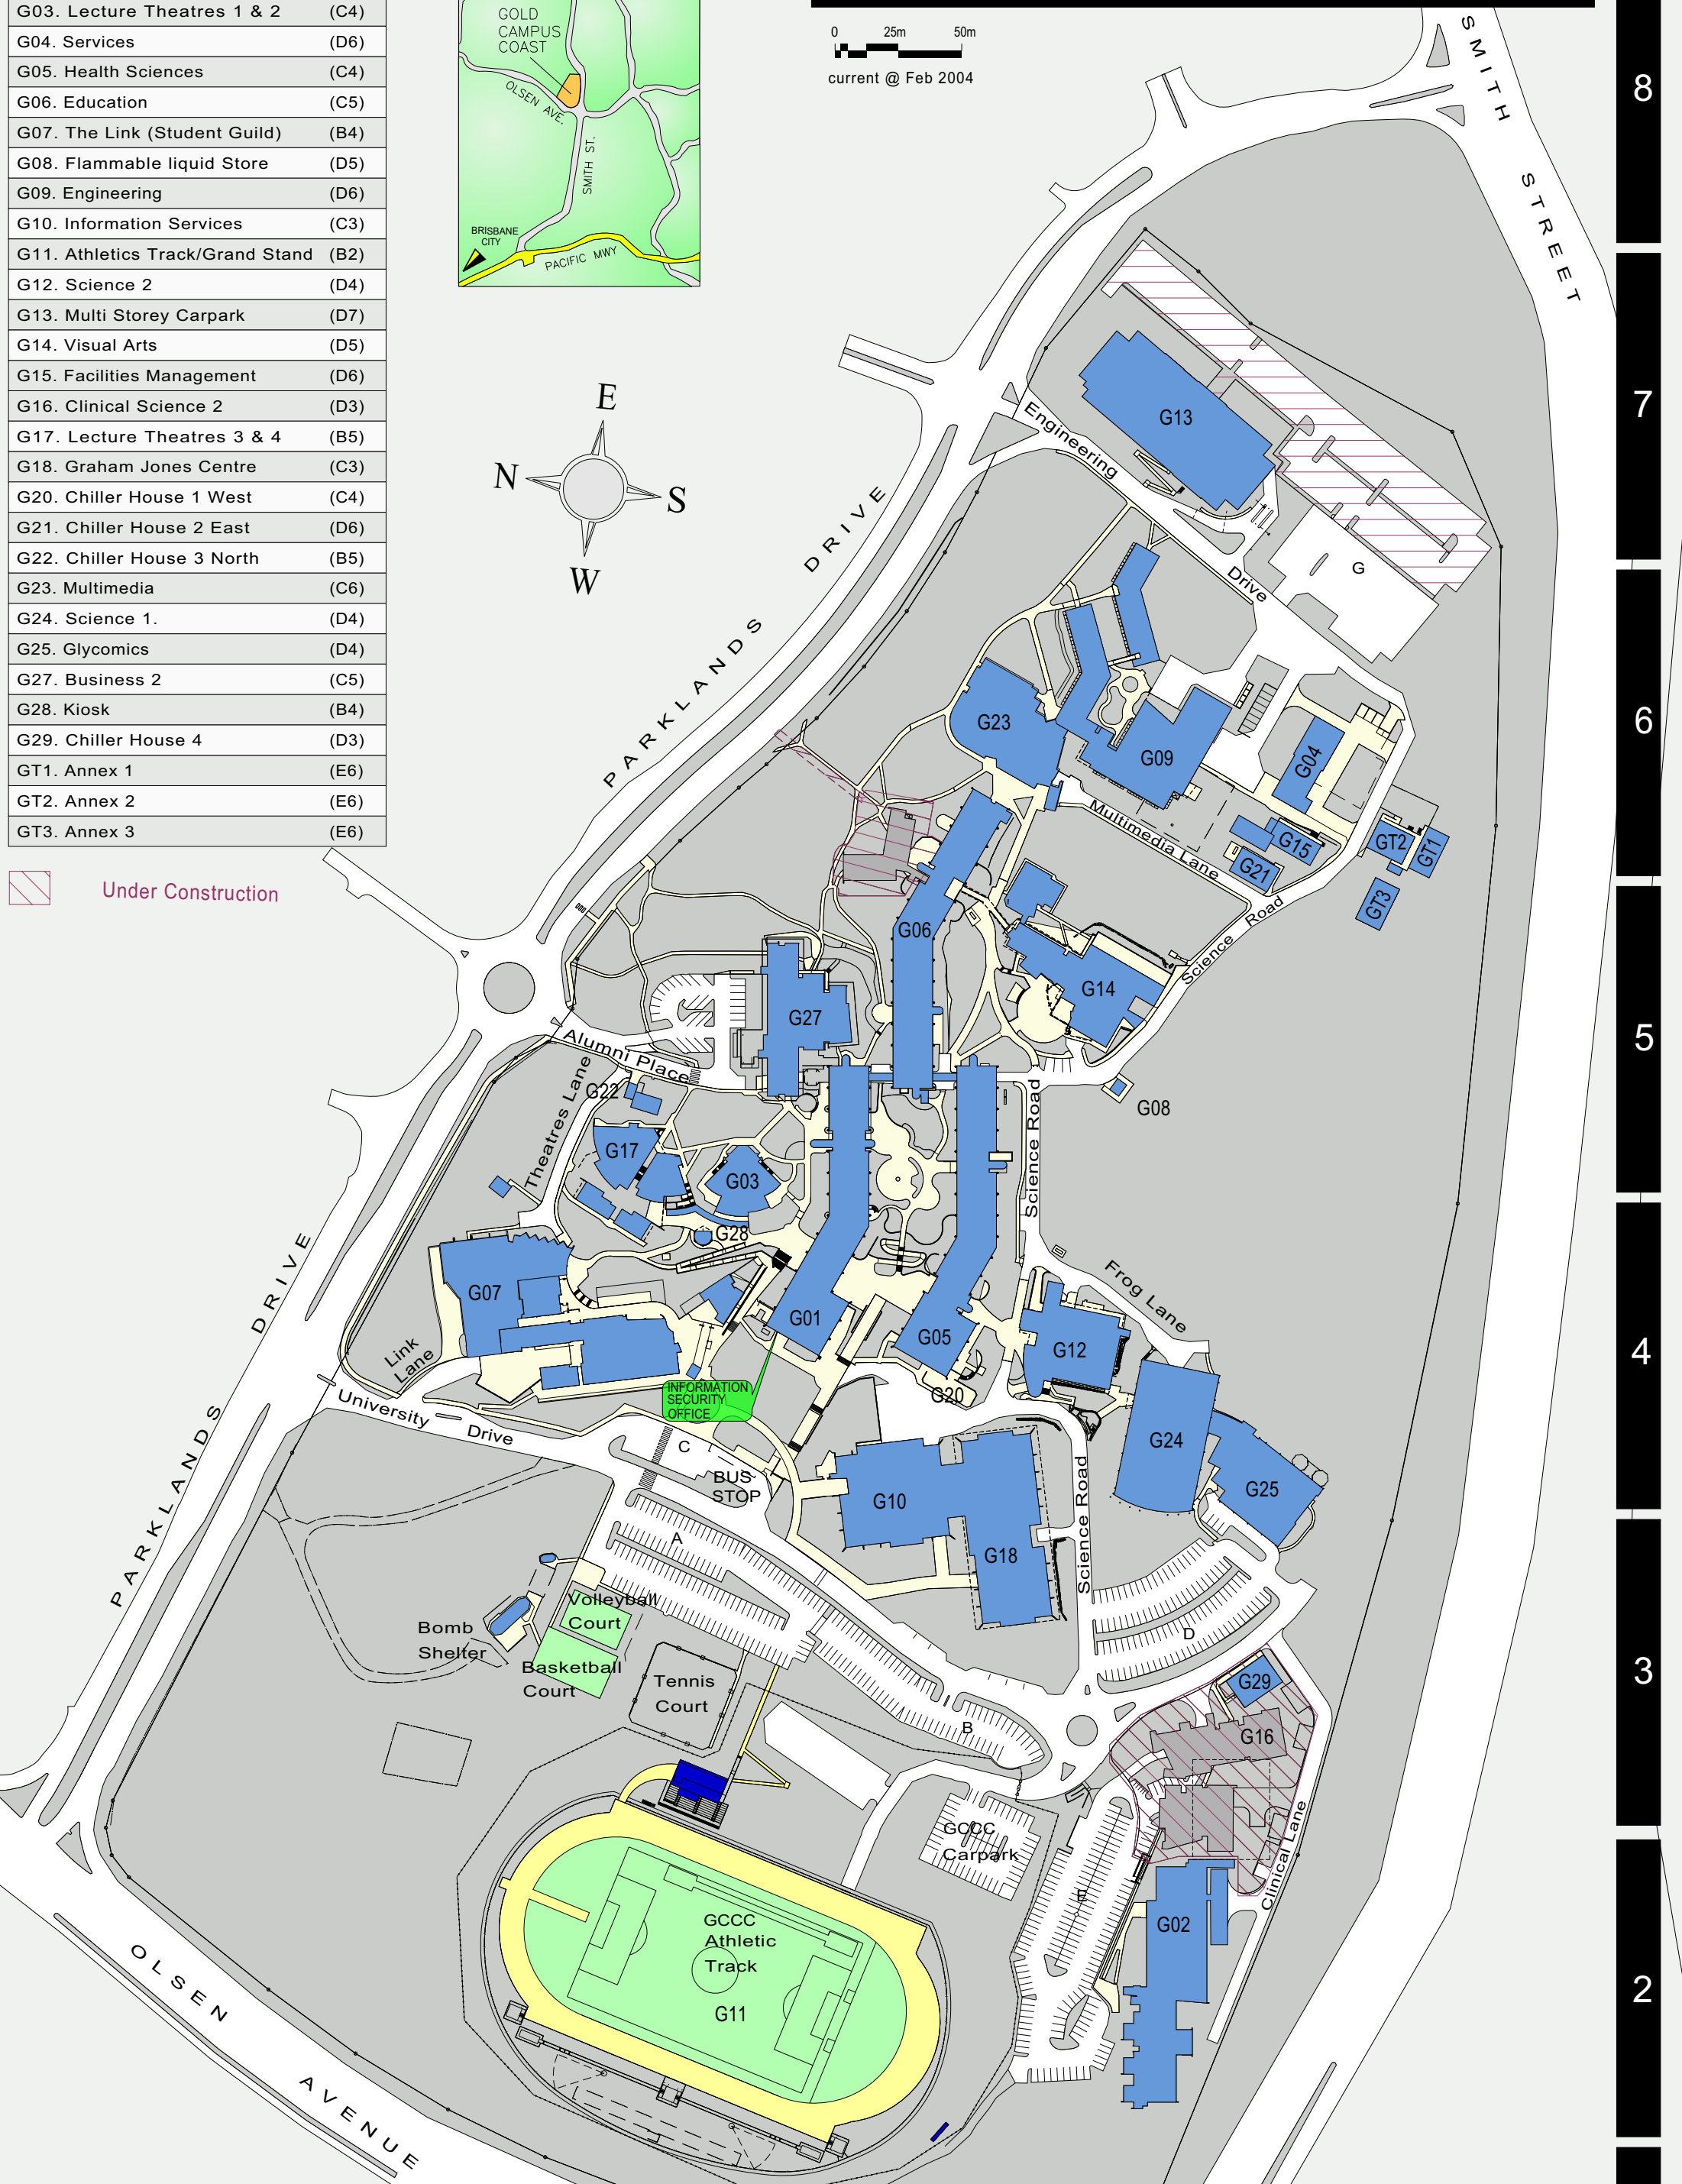 G03. Lecture Theatres 1 & 2 (C4)
G04. Services (D6)
G05. Health Sciences (C4)
G06. Education (C5)
G07. The Link (Student Guild) (B4)
G08. Flammable liquid Store (D5)
G09. Engineering (D6)
G10. Information Services (C3)
G11. Athletics Track/Grand Stand (B2)
G12. Science 2 (D4)
G13. Multi Storey Carpark (D7)
G14. Visual Arts (D5)
G15. Facilities Management (D6)
G16. Clinical Science 2 (D3)
G17. Lecture Theatres 3 & 4 (B5)
G18. Graham Jones Centre (C3)
G20. Chiller House 1 West (C4)
G21. Chiller House 2 East (D6)
G22. Chiller House 3 North (B5)
G23. Multimedia (C6)
G24. Science 1. (D4)
G25. Glycomics (D4)
G27. Business 2 (C5)
G28. Kiosk (B4)
G29. Chiller House 4 (D3)
GT1. Annex 1 (E6)
GT2. Annex 2 (E6)
GT3. Annex 3 (E6)
Under Construction
GOLD
CAMPUS
COAST
OLSEN AVE.
SMITH ST.
BRISBANE
CITY
PACIFIC MWY
0 25m 50m
current @ Feb 2004
E
N
S
W
SMITH STREET
8
7
6
5
4
3
2
PARKLANDS DRIVE
Engineering
Drive
G13
G
G23
G09
G04
Multimedia Lane
G15
G21
GT2
GT1
GT3
G06
Science Road
G14
G27
Alumni Place
Theatres Lane
G22
G08
G17
G03
Science Road
G28
G07
G01
G05
Frog Lane
G12
Link
Lane
INFORMATION
SECURITY
OFFICE
G20
University
Drive
PARKLANDS DRIVE
C
BUS
STOP
G24
G10
G25
Science Road
A
G18
Volleyball
Court
Bomb
Shelter
Basketball
Court
Tennis
Court
D
G29
B
G16
GCCC
Carpark
Clinical Lane
E
G02
GCCC
Athletic
Track
G11
OLSEN
AVENUE